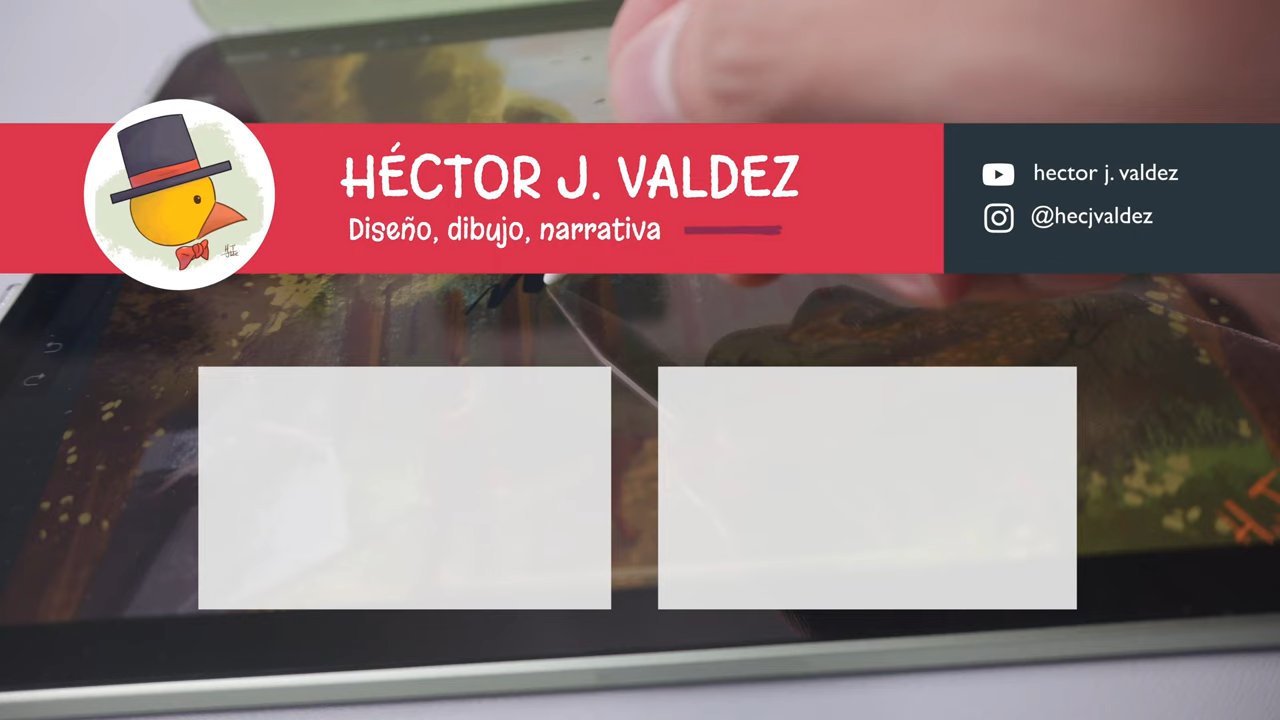 HÉCTOR J. VALDEZ
Diseño, dibujo, narrativa
hector j. valdez
@hecjvaldez